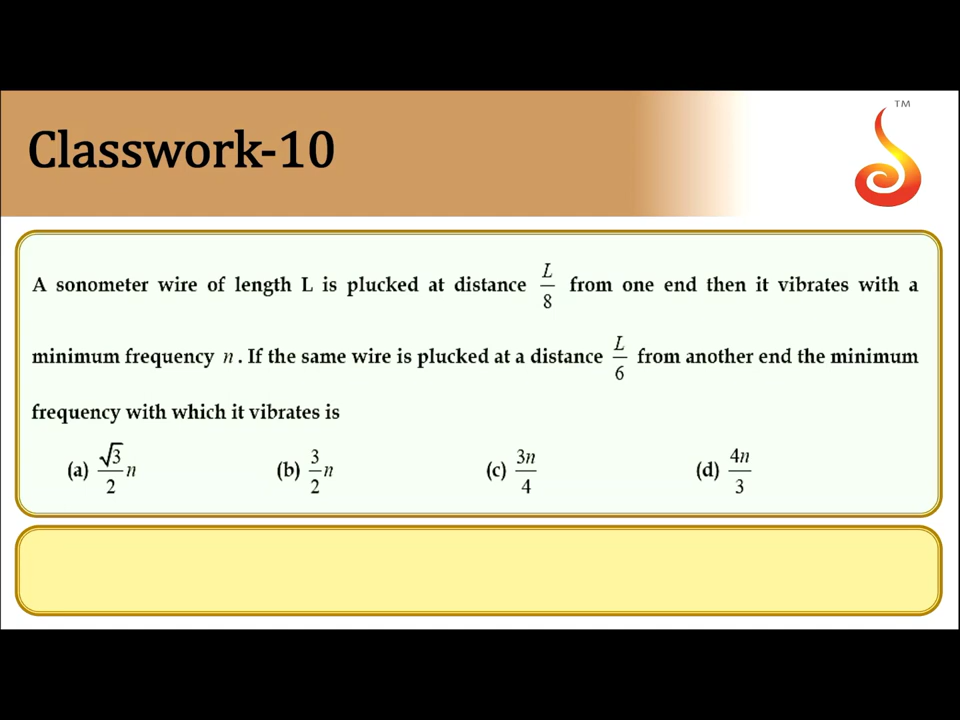 TM
Classwork-10
A sonometer wire of length L is plucked at distance L/8 from one end then it vibrates with a
minimum frequency n. If the same wire is plucked at a distance L/6 from another end the minimum
frequency with which it vibrates is
(a) √3/2 n (b) 3/2 n (c) 3n/4 (d) 4n/3